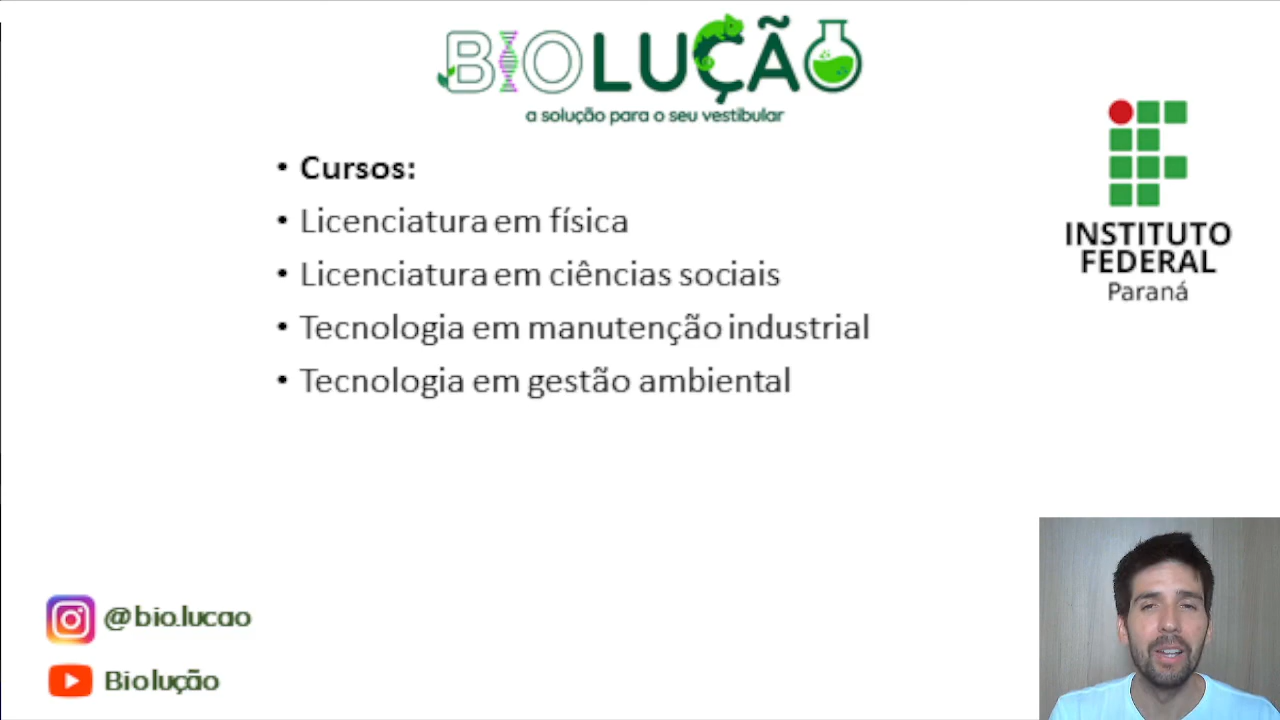 BIOLUÇÃO
a solução para o seu vestibular
• Cursos:
• Licenciatura em física
• Licenciatura em ciências sociais
• Tecnologia em manutenção industrial
• Tecnologia em gestão ambiental
INSTITUTO
FEDERAL
Paraná
@bio.lucao
Biolução